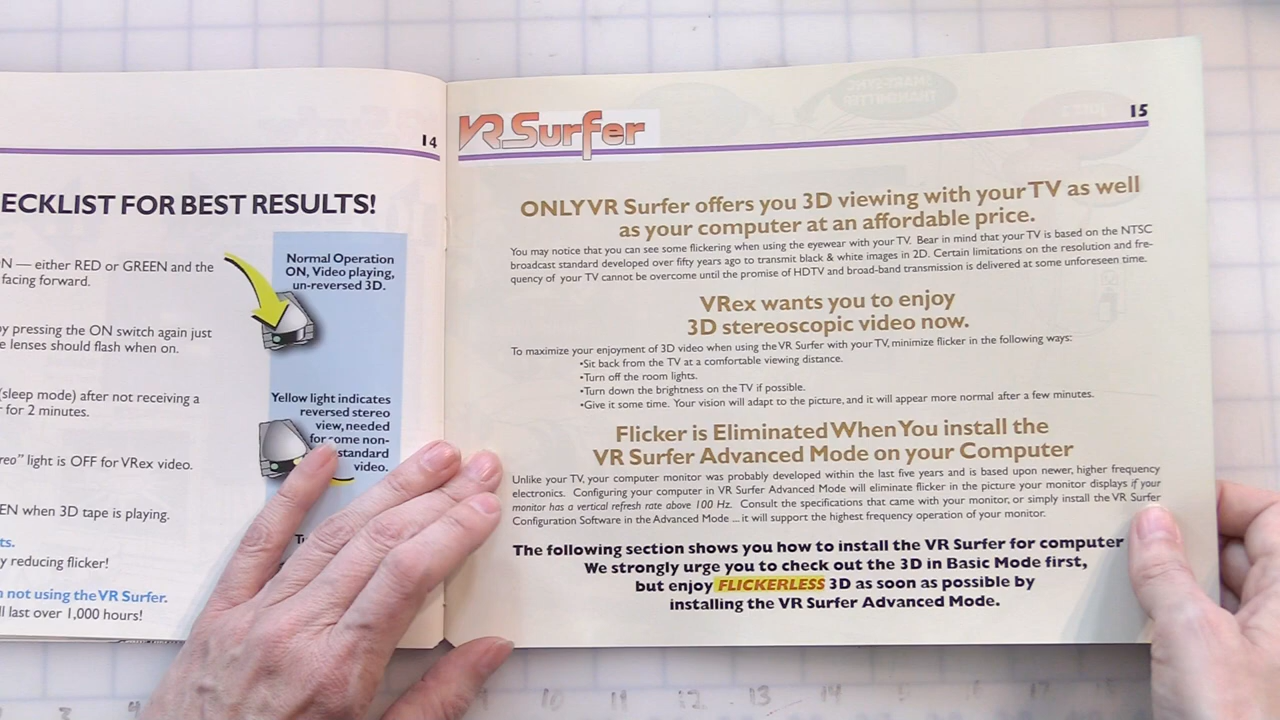 14
ECKLIST FOR BEST RESULTS!
N — either RED or GREEN and the
facing forward.
y pressing the ON switch again just
e lenses should flash when on.
(sleep mode) after not receiving a
for 2 minutes.
reo” light is OFF for VRex video.
EN when 3D tape is playing.
ts.
y reducing flicker!
not using the VR Surfer.
l last over 1,000 hours!
Normal Operation
ON, Video playing,
un-reversed 3D.
Yellow light indicates
reversed stereo
view, needed
for some non-
standard
video.
VR Surfer
15
ONLY VR Surfer offers you 3D viewing with your TV as well
as your computer at an affordable price.
You may notice that you can see some flickering when using the eyewear with your TV. Bear in mind that your TV is based on the NTSC
broadcast standard developed over fifty years ago to transmit black & white images in 2D. Certain limitations on the resolution and fre-
quency of your TV cannot be overcome until the promise of HDTV and broad-band transmission is delivered at some unforeseen time.
VRex wants you to enjoy
3D stereoscopic video now.
To maximize your enjoyment of 3D video when using the VR Surfer with your TV, minimize flicker in the following ways:
•Sit back from the TV at a comfortable viewing distance.
•Turn off the room lights.
•Turn down the brightness on the TV if possible.
•Give it some time. Your vision will adapt to the picture, and it will appear more normal after a few minutes.
Flicker is Eliminated When You install the
VR Surfer Advanced Mode on your Computer
Unlike your TV, your computer monitor was probably developed within the last five years and is based upon newer, higher frequency
electronics. Configuring your computer in VR Surfer Advanced Mode will eliminate flicker in the picture your monitor displays if your
monitor has a vertical refresh rate above 100 Hz. Consult the specifications that came with your monitor, or simply install the VR Surfer
Configuration Software in the Advanced Mode ... it will support the highest frequency operation of your monitor.
The following section shows you how to install the VR Surfer for computer
We strongly urge you to check out the 3D in Basic Mode first,
but enjoy FLICKERLESS 3D as soon as possible by
installing the VR Surfer Advanced Mode.
10 11 12 13 14